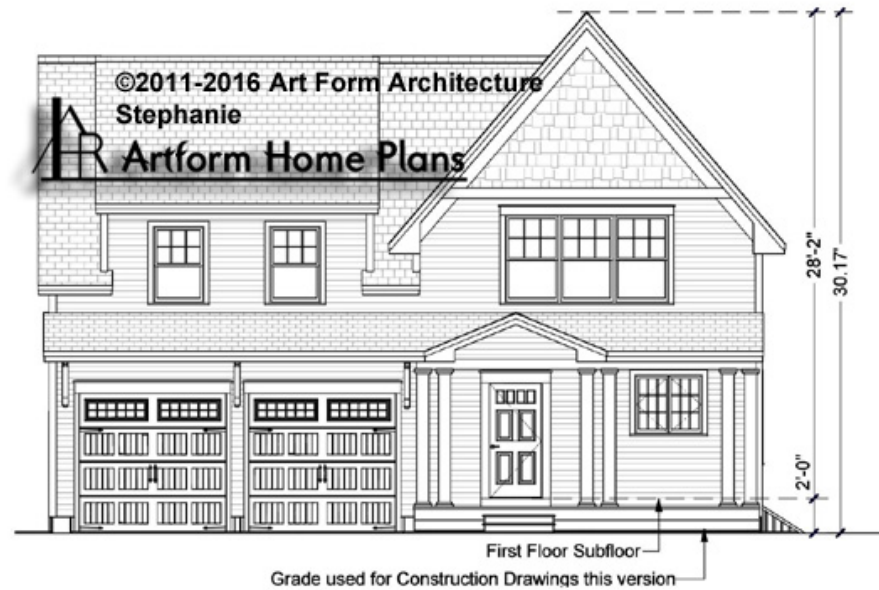 ©2011-2016 Art Form Architecture
Stephanie
Artform Home Plans
28'-2"
30.17'
2'-0"
First Floor Subfloor
Grade used for Construction Drawings this version